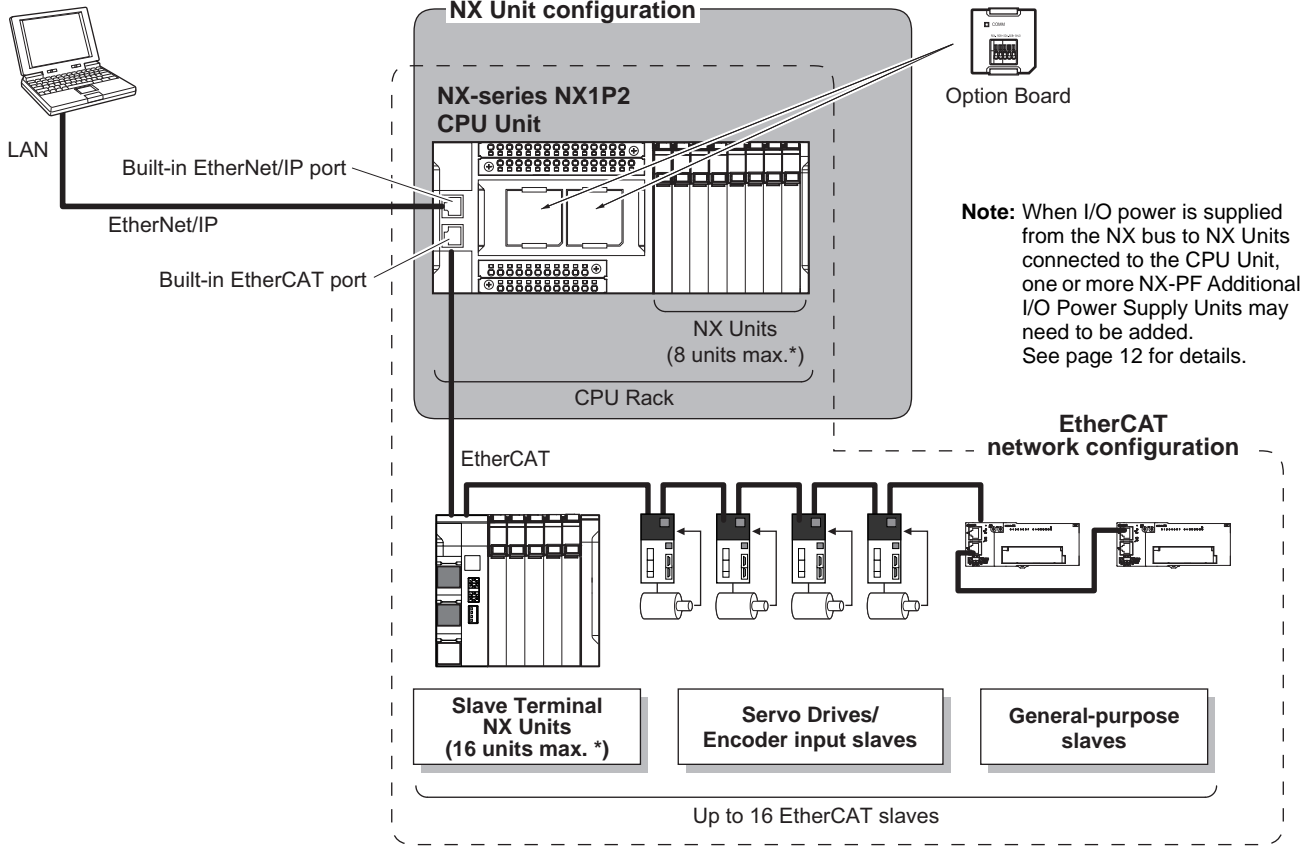 NX Unit configuration
COMM
Option Board
NX-series NX1P2
CPU Unit
LAN
Built-in EtherNet/IP port
EtherNet/IP
Built-in EtherCAT port
NX Units
(8 units max.*)
CPU Rack
Note: When I/O power is supplied
from the NX bus to NX Units
connected to the CPU Unit,
one or more NX-PF Additional
I/O Power Supply Units may
need to be added.
See page 12 for details.
EtherCAT
network configuration
EtherCAT
Slave Terminal
NX Units
(16 units max. *)
Servo Drives/
Encoder input slaves
General-purpose
slaves
Up to 16 EtherCAT slaves